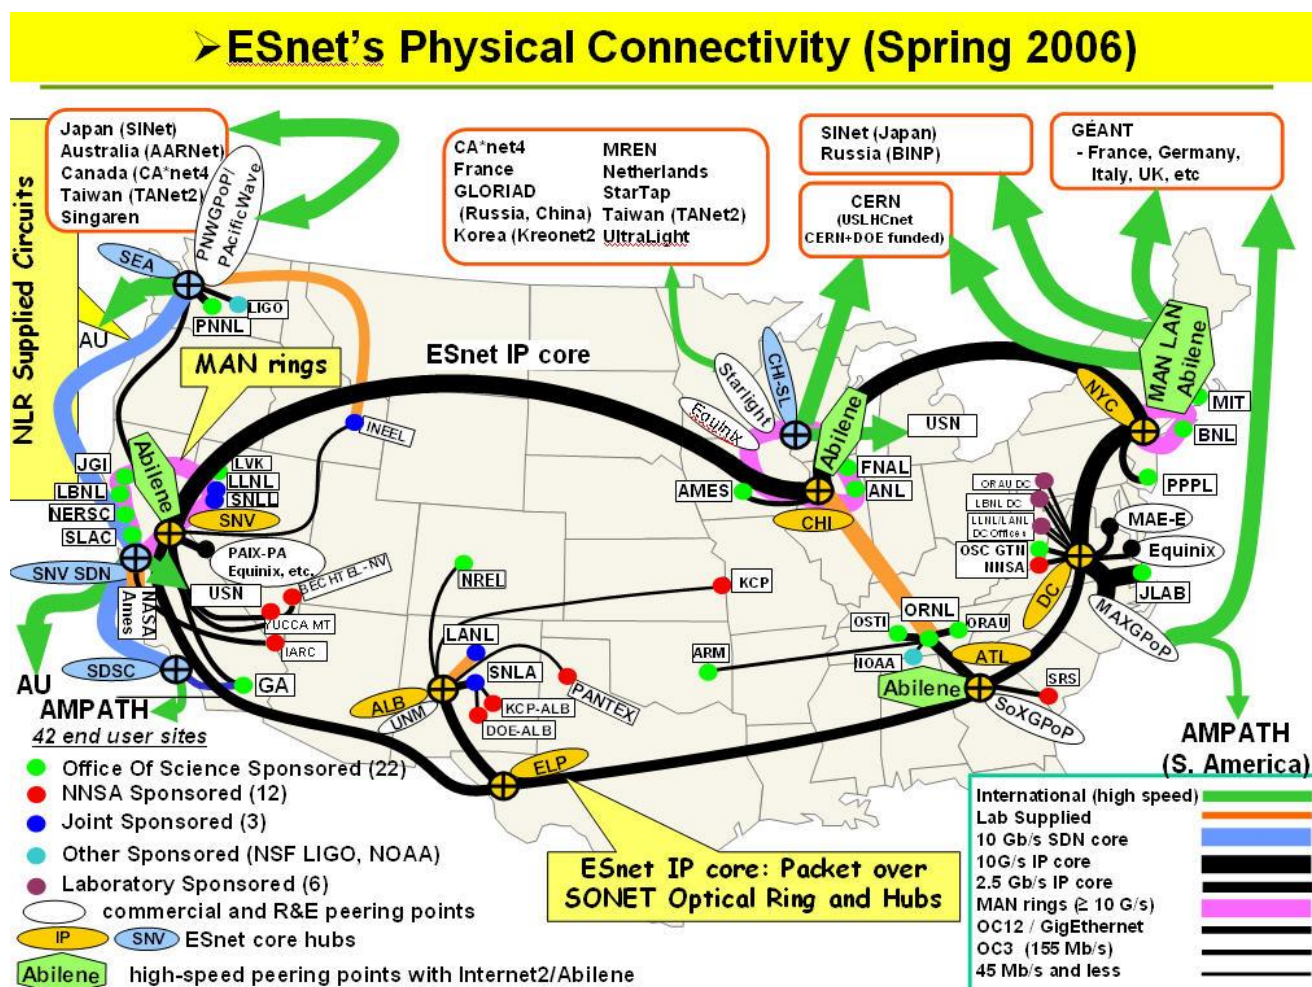 ➢ESnet's Physical Connectivity (Spring 2006)
NLR Supplied Circuits
Japan (SINet)
Australia (AARNet)
Canada (CA*net4
Taiwan (TANet2)
Singaren
PNWGPoP/
PAcificWave
CA*net4
France
GLORIAD
(Russia, China)
Korea (Kreonet2
MREN
Netherlands
StarTap
Taiwan (TANet2)
UltraLight
SINet (Japan)
Russia (BINP)
CERN
(USLHCnet
CERN+DOE funded)
GÉANT
- France, Germany,
Italy, UK, etc
SEA
AU
PNNL
LIGO
MAN rings
ESnet IP core
INEEL
Starlight
CHI-SL
Equinix
Abilene
USN
NYC
MAN LAN
Abilene
MIT
BNL
PPPL
FNAL
ANL
AMES
CHI
JGI
LBNL
NERSC
SLAC
Abilene
LVK
LLNL
SNLL
SNV
PAIX-PA
Equinix, etc.
SNV SDN
NASA
Ames
USN
BECHTEL-NV
YUCCA MT
IARC
SDSC
GA
AU
AMPATH
NREL
KCP
LANL
SNLA
ALB
UNM
KCP-ALB
DOE-ALB
PANTEX
ELP
ARM
OSTI
ORNL
ORAU
NOAA
ATL
Abilene
SRS
SoXGPoP
ORAU DC
LBNL DC
LLNL/LANL
DC Offices
OSC GTN
NNSA
DC
MAE-E
Equinix
JLAB
MAXGPoP
AMPATH
(S. America)
ESnet IP core: Packet over
SONET Optical Ring and Hubs
42 end user sites
Office Of Science Sponsored (22)
NNSA Sponsored (12)
Joint Sponsored (3)
Other Sponsored (NSF LIGO, NOAA)
Laboratory Sponsored (6)
commercial and R&E peering points
IP
SNV
ESnet core hubs
Abilene
high-speed peering points with Internet2/Abilene
International (high speed)
Lab Supplied
10 Gb/s SDN core
10G/s IP core
2.5 Gb/s IP core
MAN rings (≥ 10 G/s)
OC12 / GigEthernet
OC3 (155 Mb/s)
45 Mb/s and less